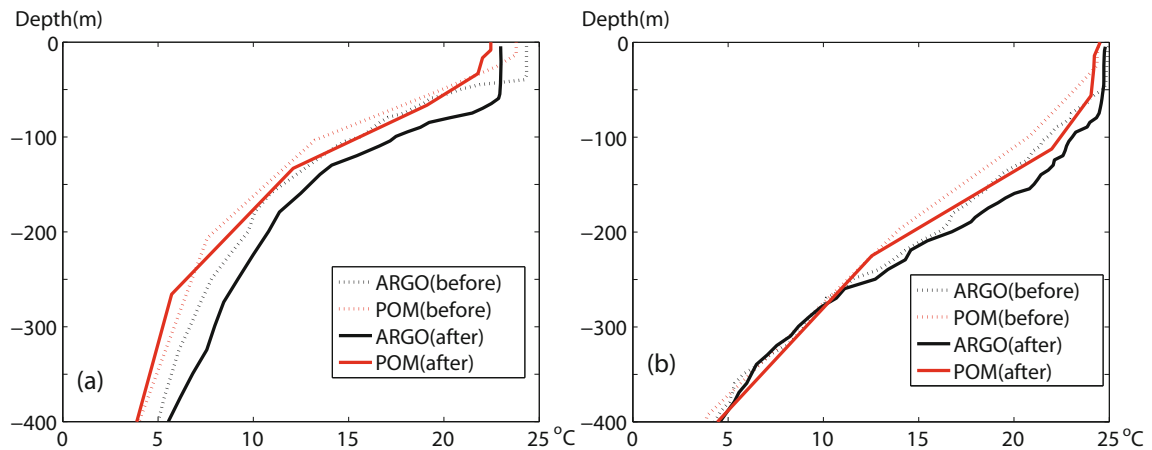 Depth(m)
0
−100
−200
−300
−400
0
5
10
15
20
25
°C
(a)
ARGO(before)
POM(before)
ARGO(after)
POM(after)
Depth(m)
0
−100
−200
−300
−400
0
5
10
15
20
25
°C
(b)
ARGO(before)
POM(before)
ARGO(after)
POM(after)